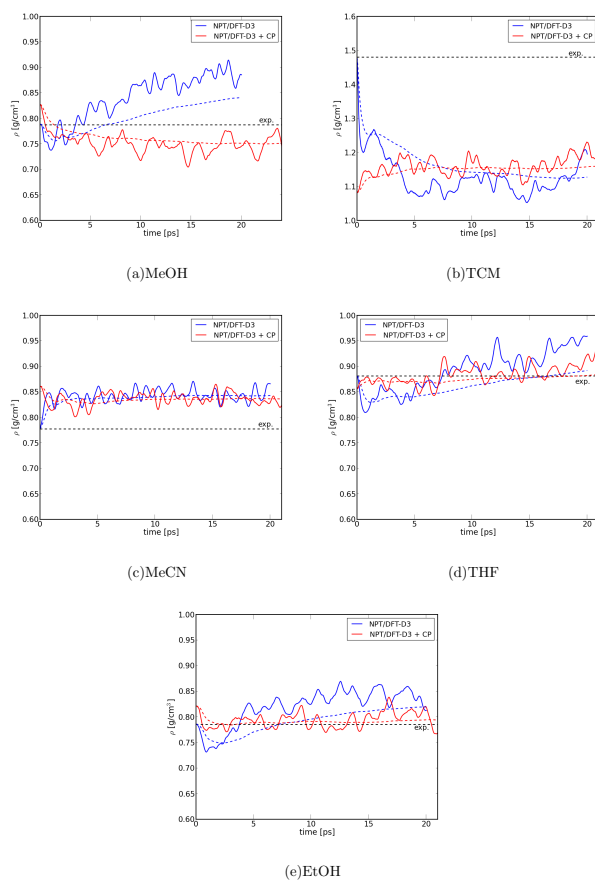 1.00
0.95
0.90
0.85
0.80
0.75
0.70
0.65
0.60
ρ [g/cm³]
NPT/DFT-D3
NPT/DFT-D3 + CP
exp.
0 5 10 15 20
time [ps]
(a)MeOH
1.6
1.5
1.4
1.3
1.2
1.1
1.0
ρ [g/cm³]
NPT/DFT-D3
NPT/DFT-D3 + CP
exp.
0 5 10 15 20
time [ps]
(b)TCM
1.00
0.95
0.90
0.85
0.80
0.75
0.70
0.65
0.60
ρ [g/cm³]
NPT/DFT-D3
NPT/DFT-D3 + CP
exp.
0 5 10 15 20
time [ps]
(c)MeCN
1.00
0.95
0.90
0.85
0.80
0.75
0.70
0.65
0.60
ρ [g/cm³]
NPT/DFT-D3
NPT/DFT-D3 + CP
exp.
0 5 10 15 20
time [ps]
(d)THF
1.00
0.95
0.90
0.85
0.80
0.75
0.70
0.65
0.60
ρ [g/cm³]
NPT/DFT-D3
NPT/DFT-D3 + CP
exp.
0 5 10 15 20
time [ps]
(e)EtOH